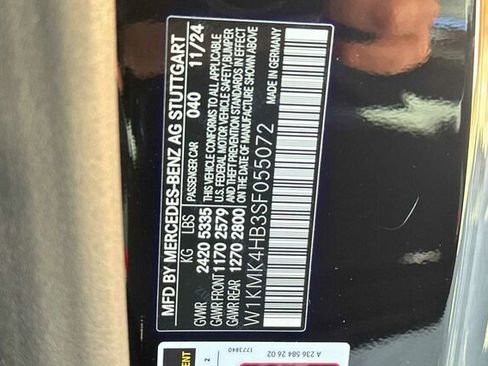 MFD BY MERCEDES-BENZ AG STUTTGART
PASSENGER CAR 040 11/24
KG LBS
GVWR 2420 5335
GAWR FRONT 1170 2579
GAWR REAR 1270 2800
THIS VEHICLE CONFORMS TO ALL APPLICABLE
U.S. FEDERAL MOTOR VEHICLE SAFETY,BUMPER
AND THEFT PREVENTION STANDARDS IN EFFECT
ON THE DATE OF MANUFACTURE SHOWN ABOVE
W1KMK4HB3SF055072 MADE IN GERMANY
A 236 584 26 02
1773840
2